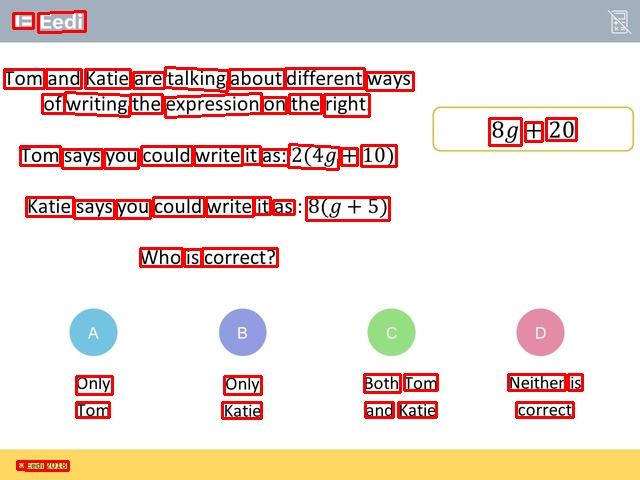 Eedi
Tom and Katie are talking about different ways
of writing the expression on the right
8g + 20
Tom says you could write it as: 2(4g + 10)
Katie says you could write it as : 8(g + 5)
Who is correct?
A
B
C
D
Only
Tom
Only
Katie
Both Tom
and Katie
Neither is
correct
© Eedi 2018